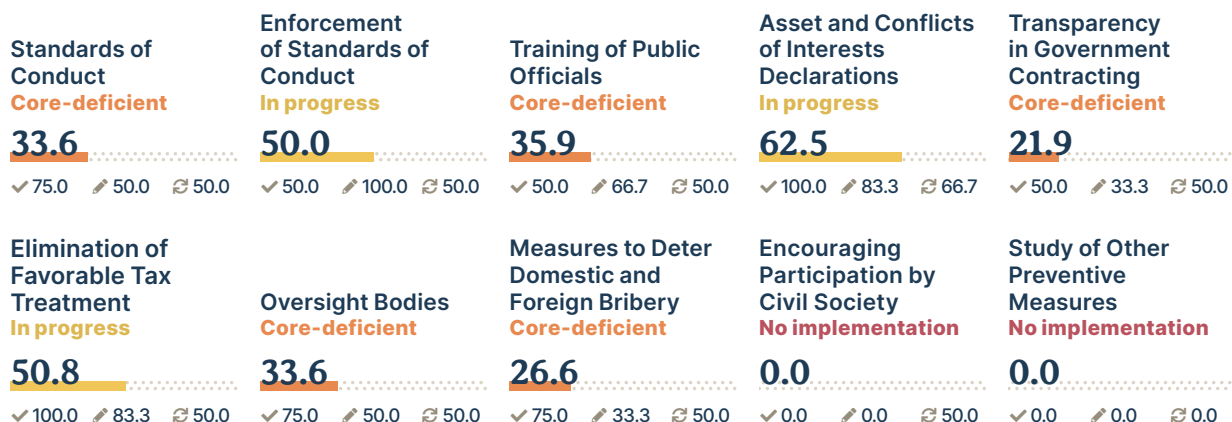 Standards of
Conduct
Core-deficient
33.6
75.0 50.0 50.0
Enforcement
of Standards of
Conduct
In progress
50.0
50.0 100.0 50.0
Training of Public
Officials
Core-deficient
35.9
50.0 66.7 50.0
Asset and Conflicts
of Interests
Declarations
In progress
62.5
100.0 83.3 66.7
Transparency
in Government
Contracting
Core-deficient
21.9
50.0 33.3 50.0
Elimination of
Favorable Tax
Treatment
In progress
50.8
100.0 83.3 50.0
Oversight Bodies
Core-deficient
33.6
75.0 50.0 50.0
Measures to Deter
Domestic and
Foreign Bribery
Core-deficient
26.6
75.0 33.3 50.0
Encouraging
Participation by
Civil Society
No implementation
0.0
0.0 0.0 50.0
Study of Other
Preventive
Measures
No implementation
0.0
0.0 0.0 0.0